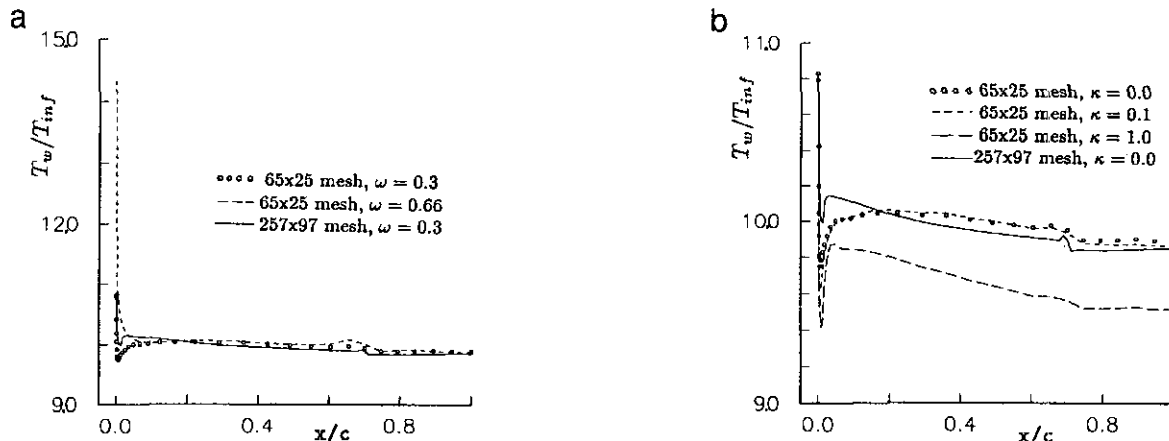 a
15.0
T_w/T_inf
12.0
9.0
65x25 mesh, ω = 0.3
65x25 mesh, ω = 0.66
257x97 mesh, ω = 0.3
0.0 0.4 0.8
x/c
b
11.0
T_w/T_inf
10.0
9.0
65x25 mesh, κ = 0.0
65x25 mesh, κ = 0.1
65x25 mesh, κ = 1.0
257x97 mesh, κ = 0.0
0.0 0.4 0.8
x/c